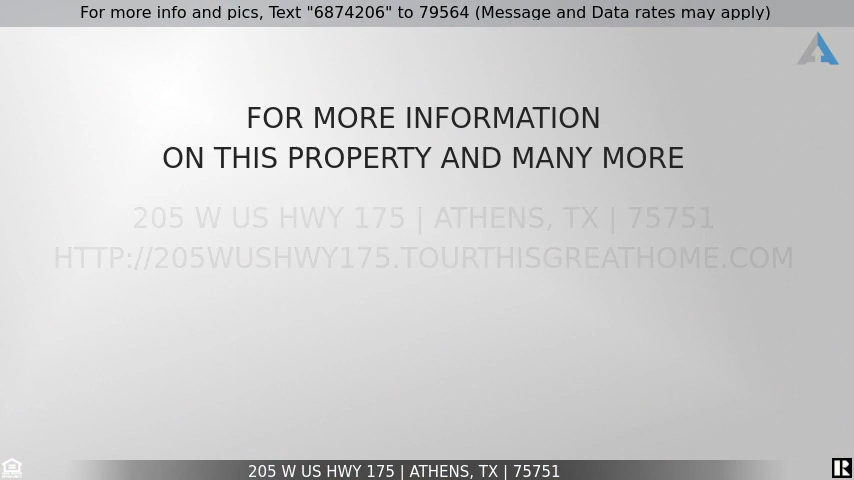 For more info and pics, Text "6874206" to 79564 (Message and Data rates may apply)
FOR MORE INFORMATION
ON THIS PROPERTY AND MANY MORE
205 W US HWY 175 | ATHENS, TX | 75751
HTTP://205WUSHWY175.TOURTHISGREATHOME.COM
205 W US HWY 175 | ATHENS, TX | 75751